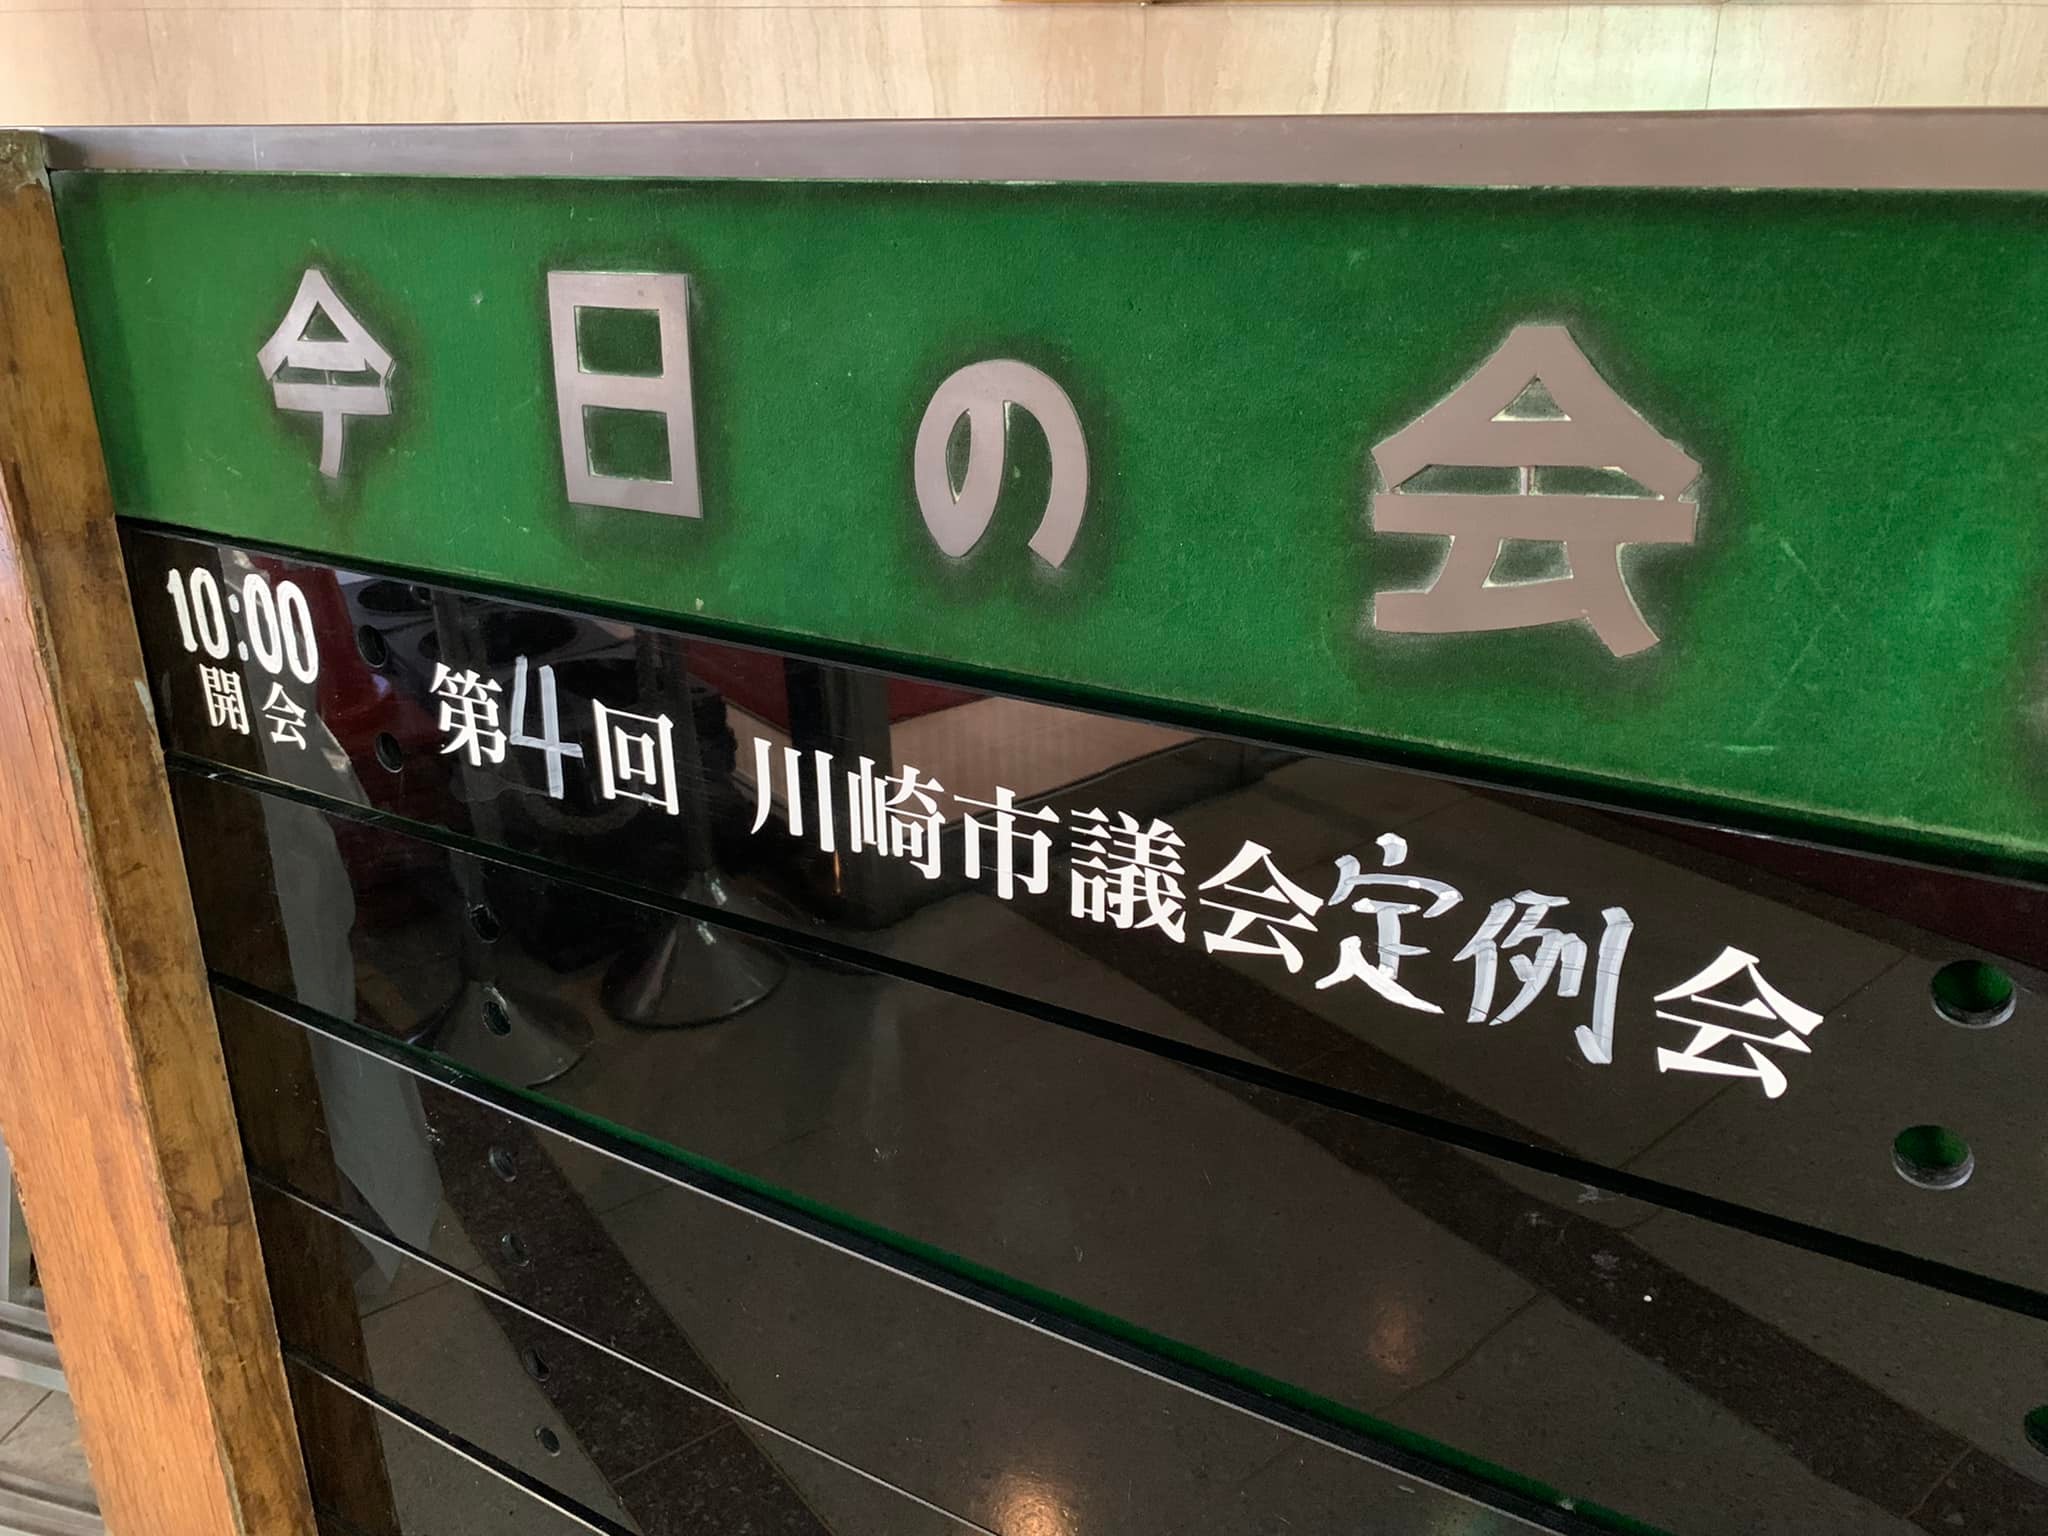 今日の会
10:00
開会
第4回 川崎市議会定例会